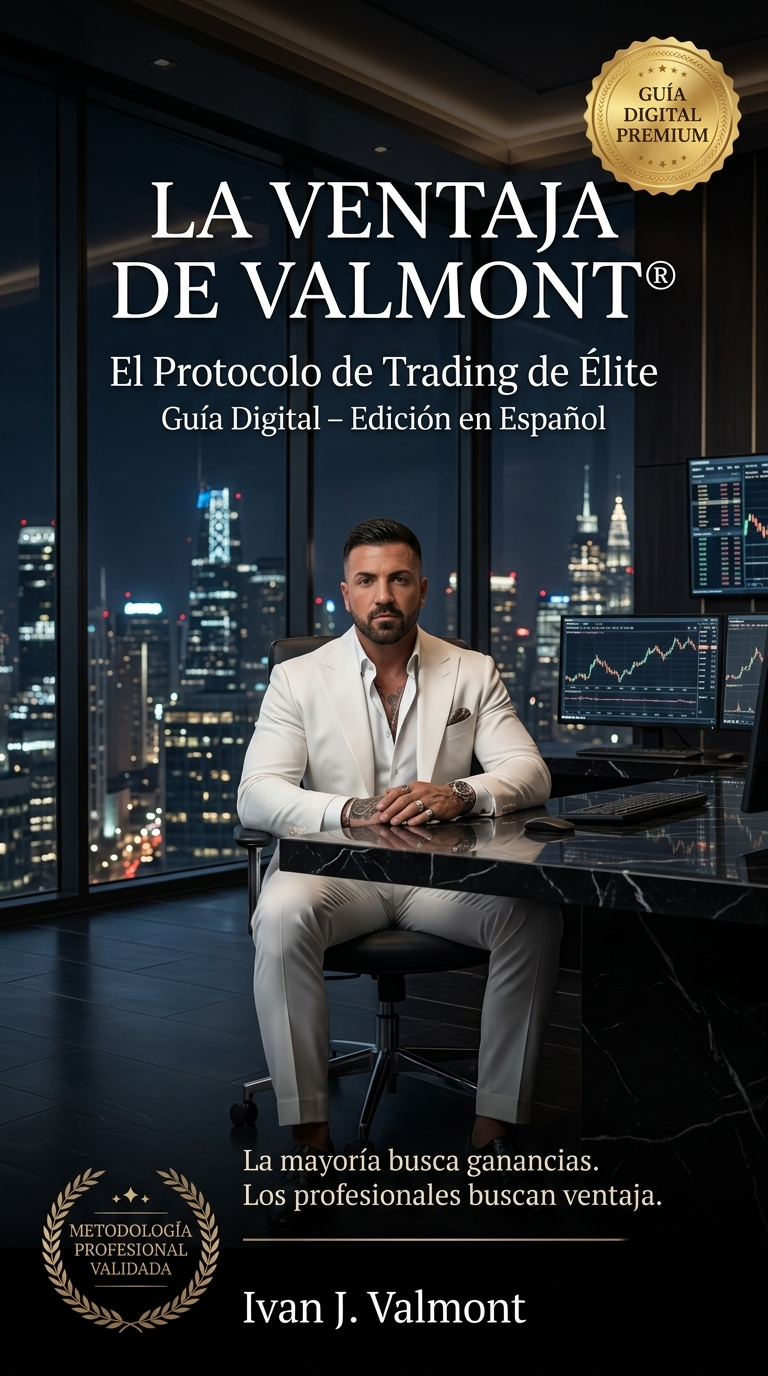 GUÍA
DIGITAL
PREMIUM
LA VENTAJA
DE VALMONT®
El Protocolo de Trading de Élite
Guía Digital – Edición en Español
La mayoría busca ganancias.
Los profesionales buscan ventaja.
METODOLOGÍA
PROFESIONAL
VALIDADA
Ivan J. Valmont